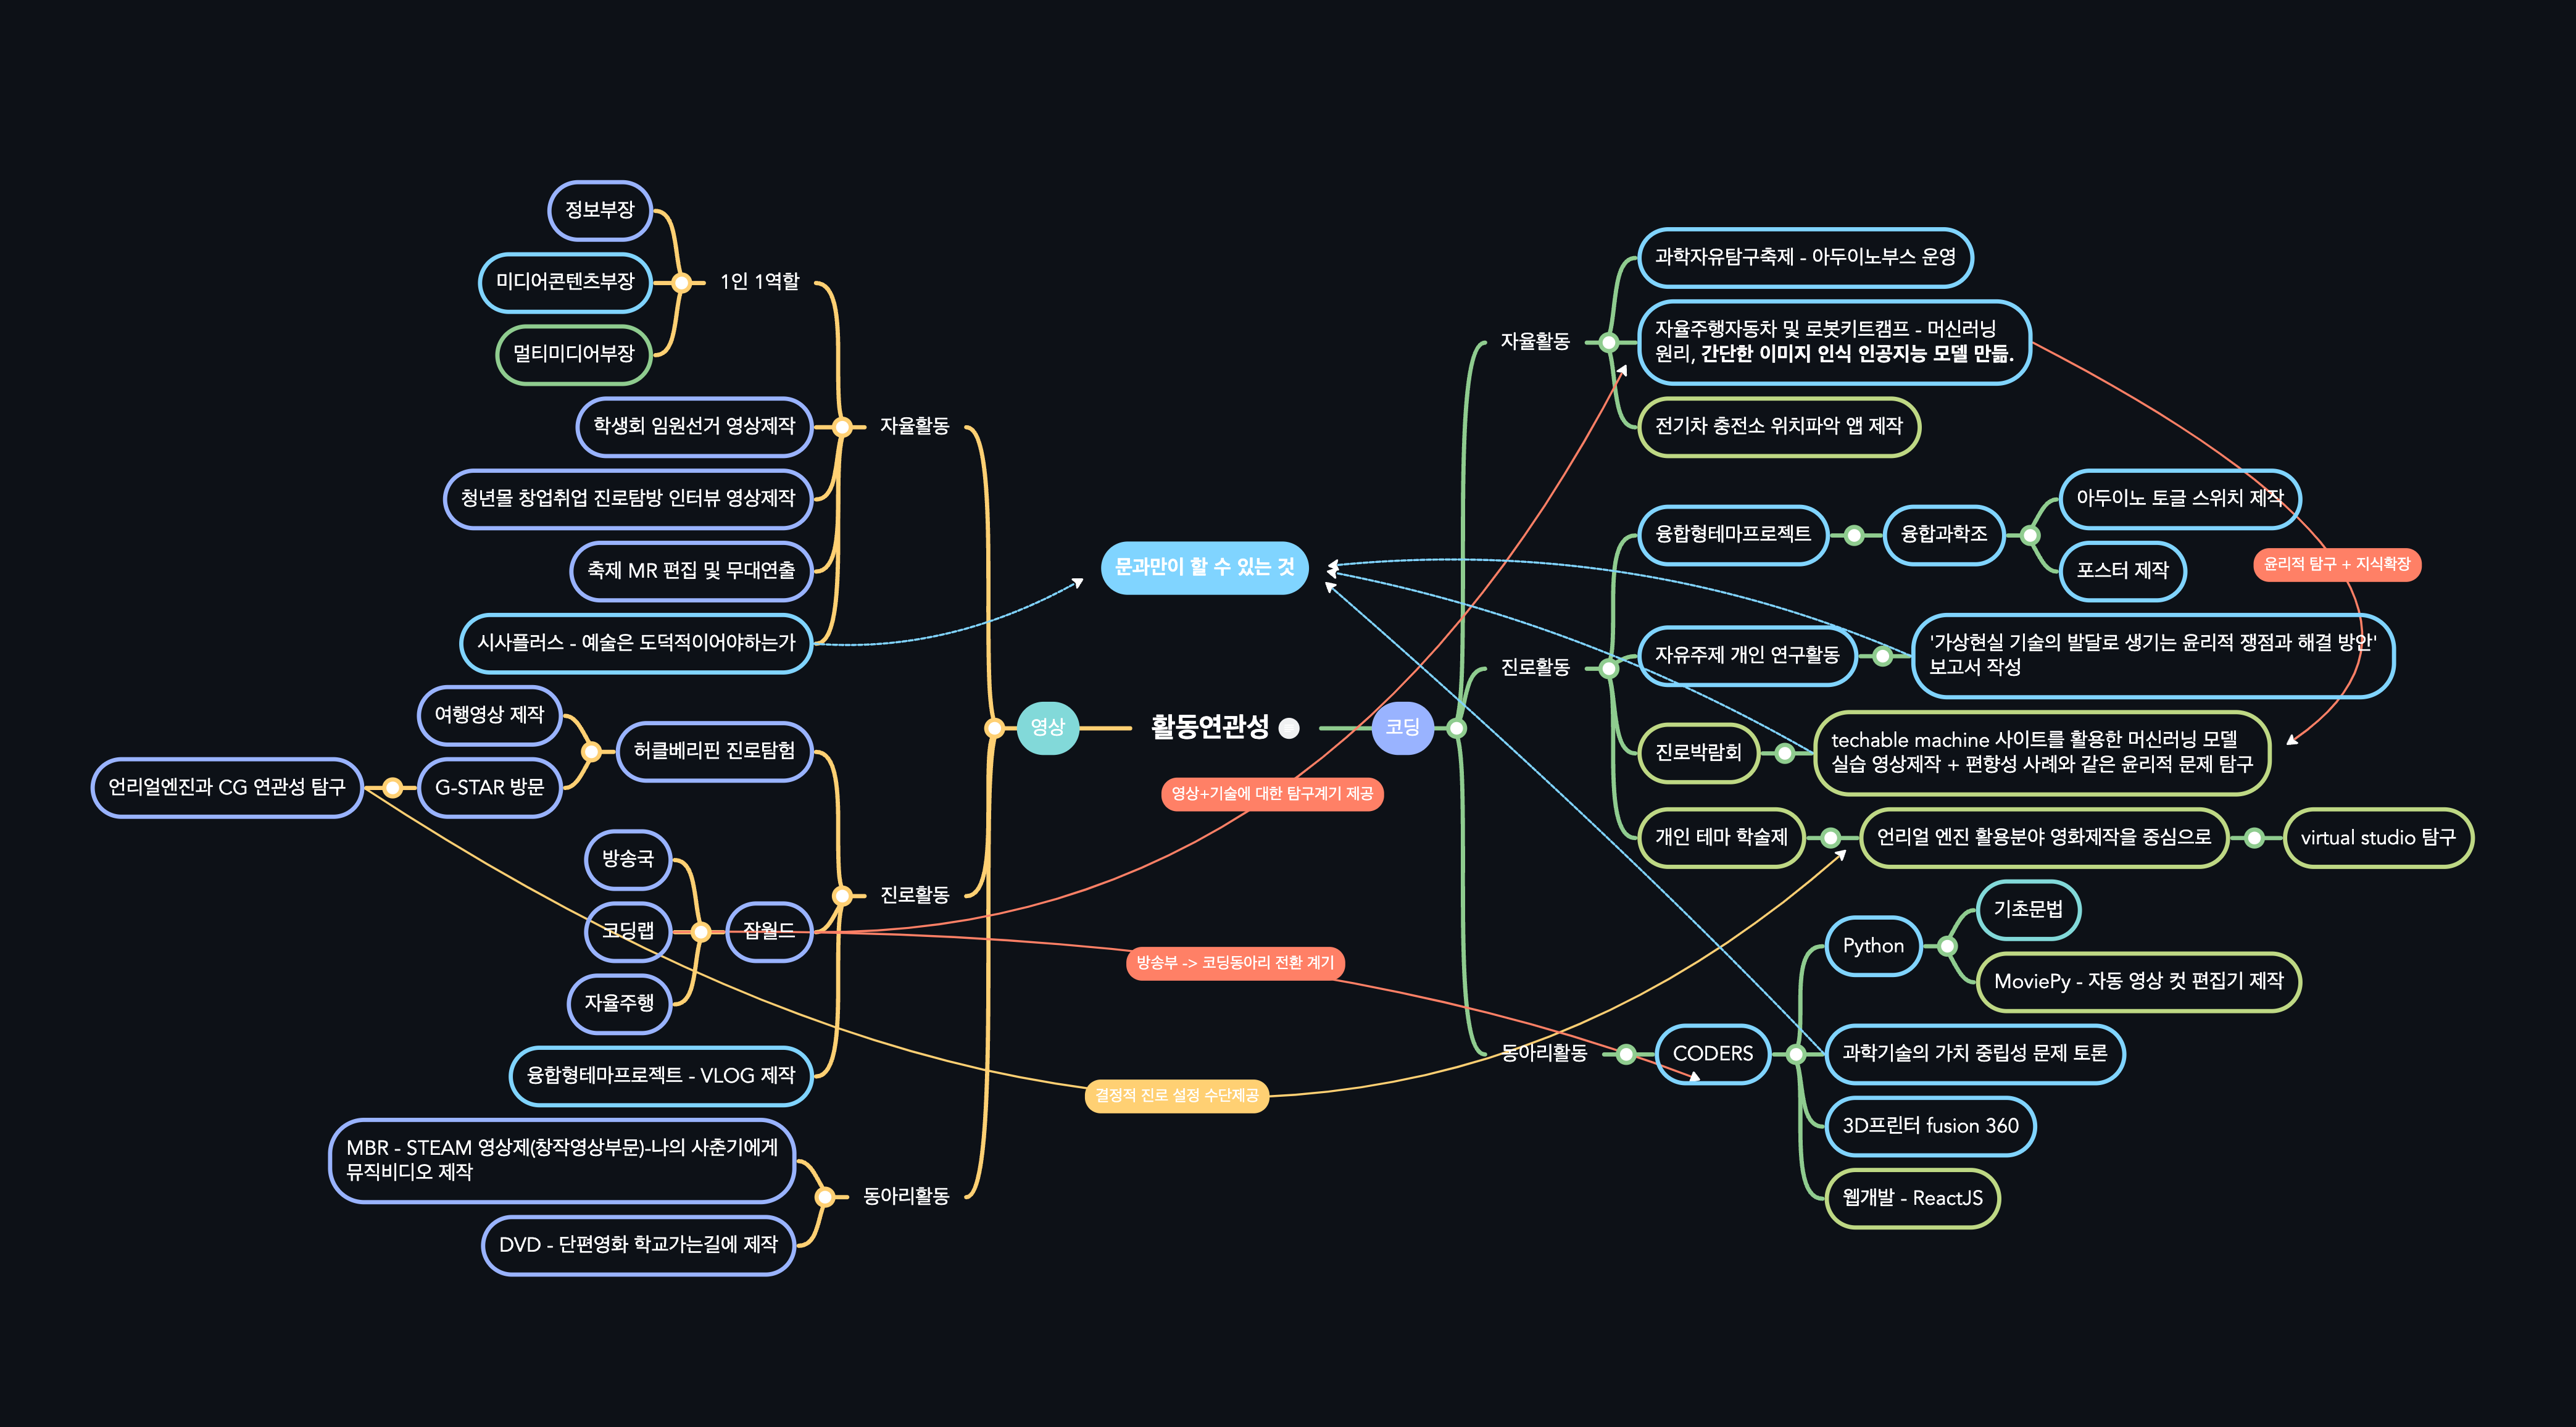 정보부장
미디어콘텐츠부장
멀티미디어부장
1인 1역할
학생회 임원선거 영상제작
청년몰 창업취업 진로탐방 인터뷰 영상제작
축제 MR 편집 및 무대연출
시사플러스 - 예술은 도덕적이어야하는가
자율활동
여행영상 제작
허클베리핀 진로탐험
언리얼엔진과 CG 연관성 탐구
G-STAR 방문
방송국
코딩랩
자율주행
잡월드
진로활동
융합형테마프로젝트 - VLOG 제작
MBR - STEAM 영상제(창작영상부문)-나의 사춘기에게
뮤직비디오 제작
DVD - 단편영화 학교가는길에 제작
동아리활동
영상
활동연관성
코딩
문과만이 할 수 있는 것
영상+기술에 대한 탐구계기 제공
방송부 -> 코딩동아리 전환 계기
결정적 진로 설정 수단제공
자율활동
과학자유탐구축제 - 아두이노부스 운영
자율주행자동차 및 로봇키트캠프 - 머신러닝
원리, 간단한 이미지 인식 인공지능 모델 만듦.
전기차 충전소 위치파악 앱 제작
진로활동
융합형테마프로젝트
융합과학조
아두이노 토글 스위치 제작
포스터 제작
윤리적 탐구 + 지식확장
자유주제 개인 연구활동
'가상현실 기술의 발달로 생기는 윤리적 쟁점과 해결 방안'
보고서 작성
진로박람회
techable machine 사이트를 활용한 머신러닝 모델
실습 영상제작 + 편향성 사례와 같은 윤리적 문제 탐구
개인 테마 학술제
언리얼 엔진 활용분야 영화제작을 중심으로
virtual studio 탐구
동아리활동
CODERS
Python
기초문법
MoviePy - 자동 영상 컷 편집기 제작
과학기술의 가치 중립성 문제 토론
3D프린터 fusion 360
웹개발 - ReactJS